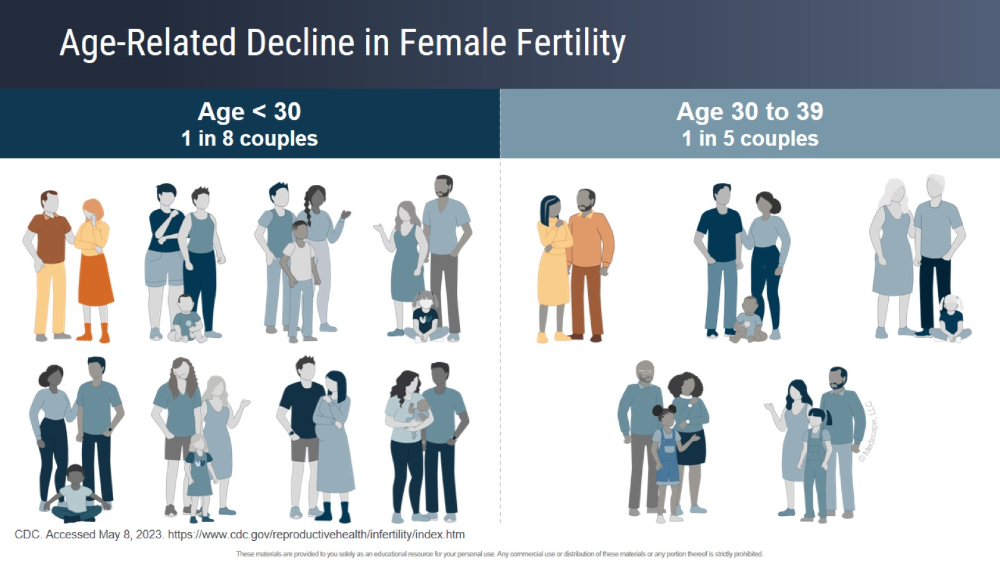 Age-Related Decline in Female Fertility
Age < 30
1 in 8 couples
Age 30 to 39
1 in 5 couples
© Medscape, LLC
CDC. Accessed May 8, 2023. https://www.cdc.gov/reproductivehealth/infertility/index.htm
These materials are provided to you solely as an educational resource for your personal use. Any commercial use or distribution of these materials or any portion thereof is strictly prohibited.